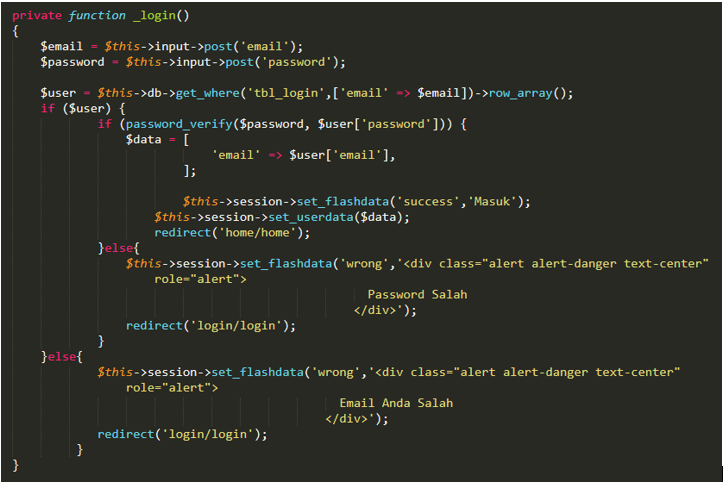 private function _login()
{
$email = $this->input->post('email');
$password = $this->input->post('password');
$user = $this->db->get_where('tbl_login',['email' => $email])->row_array();
if ($user) {
if (password_verify($password, $user['password'])) {
$data = [
'email' => $user['email'],
];
$this->session->set_flashdata('success','Masuk');
$this->session->set_userdata($data);
redirect('home/home');
}else{
$this->session->set_flashdata('wrong','<div class="alert alert-danger text-center"
role="alert">
Password Salah
</div>');
redirect('login/login');
}
}else{
$this->session->set_flashdata('wrong','<div class="alert alert-danger text-center"
role="alert">
Email Anda Salah
</div>');
redirect('login/login');
}
}